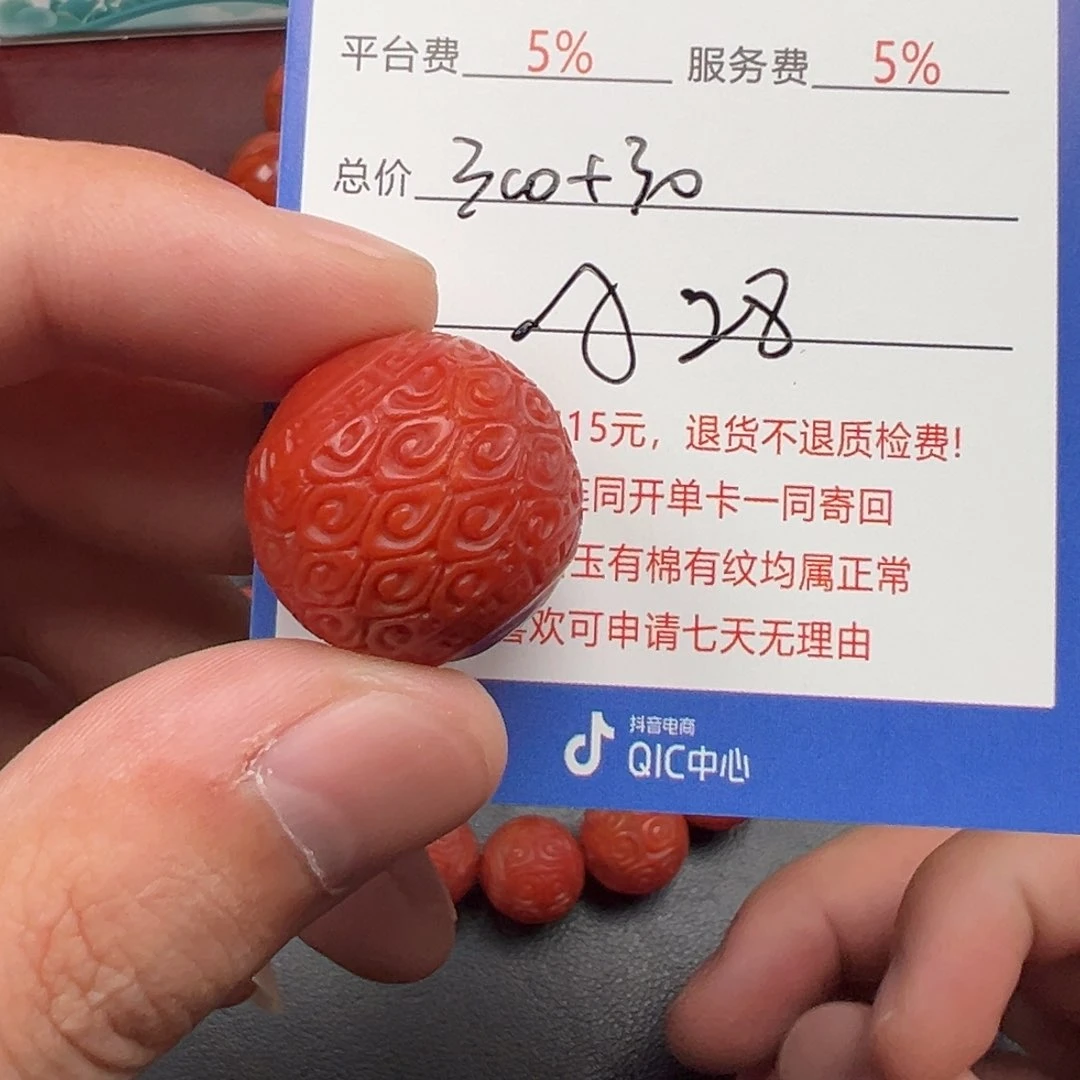 平台费 5% 服务费 5%
总价 300+30
28
15元，退货不退质检费!
同开单卡一同寄回
玉有棉有纹均属正常
喜欢可申请七天无理由
抖音电商
QIC中心